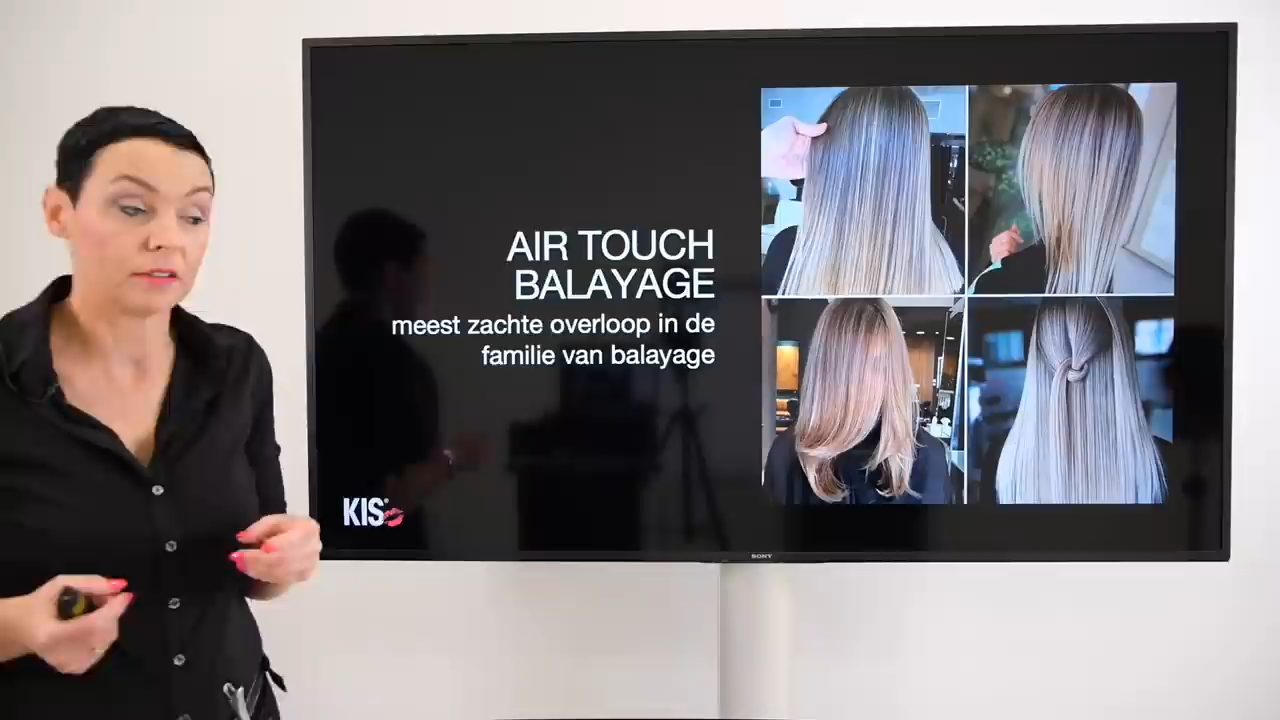 AIR TOUCH
BALAYAGE
meest zachte overloop in de
familie van balayage
KIS
SONY